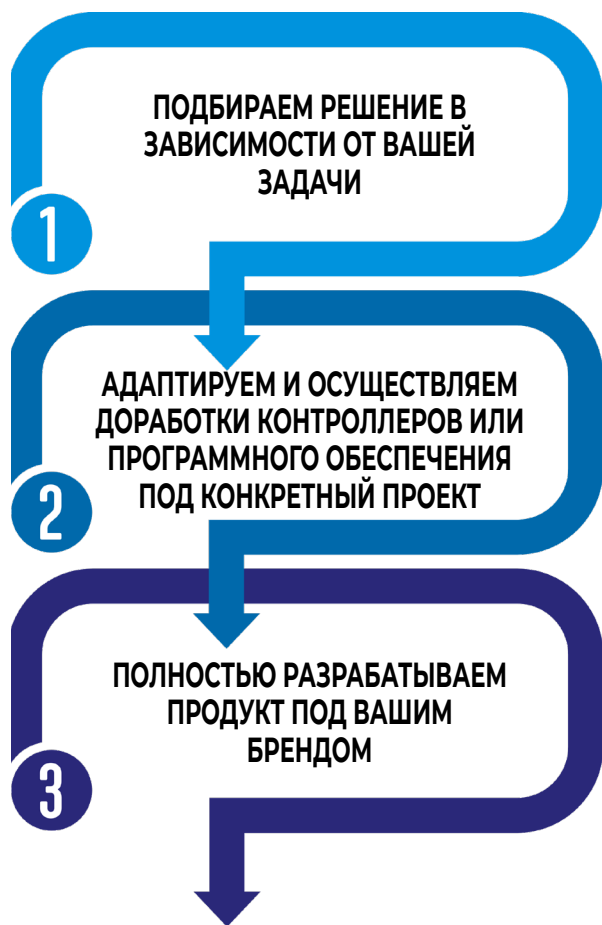 ПОДБИРАЕМ РЕШЕНИЕ В
ЗАВИСИМОСТИ ОТ ВАШЕЙ
ЗАДАЧИ
1
АДАПТИРУЕМ И ОСУЩЕСТВЛЯЕМ
ДОРАБОТКИ КОНТРОЛЛЕРОВ ИЛИ
ПРОГРАММНОГО ОБЕСПЕЧЕНИЯ
ПОД КОНКРЕТНЫЙ ПРОЕКТ
2
ПОЛНОСТЬЮ РАЗРАБАТЫВАЕМ
ПРОДУКТ ПОД ВАШИМ
БРЕНДОМ
3